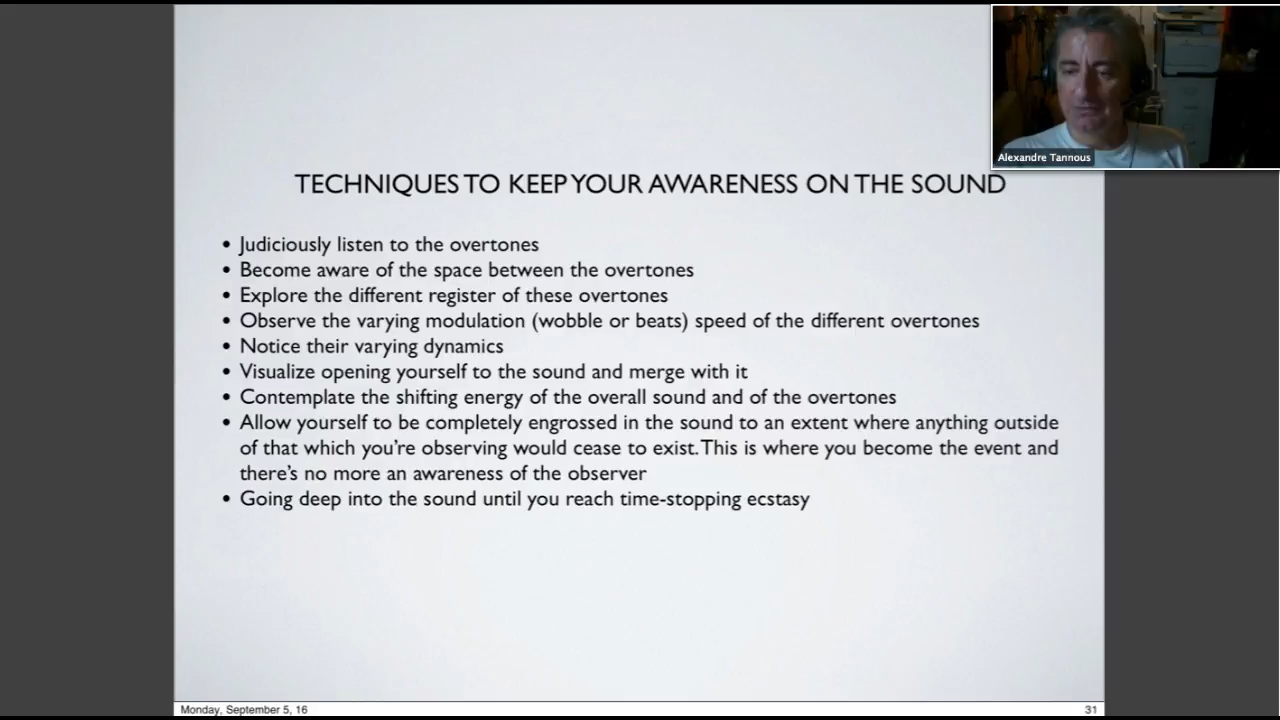 Alexandre Tannous
TECHNIQUES TO KEEP YOUR AWARENESS ON THE SOUND
• Judiciously listen to the overtones
• Become aware of the space between the overtones
• Explore the different register of these overtones
• Observe the varying modulation (wobble or beats) speed of the different overtones
• Notice their varying dynamics
• Visualize opening yourself to the sound and merge with it
• Contemplate the shifting energy of the overall sound and of the overtones
• Allow yourself to be completely engrossed in the sound to an extent where anything outside
of that which you're observing would cease to exist. This is where you become the event and
there's no more an awareness of the observer
• Going deep into the sound until you reach time-stopping ecstasy
Monday, September 5, 16
31